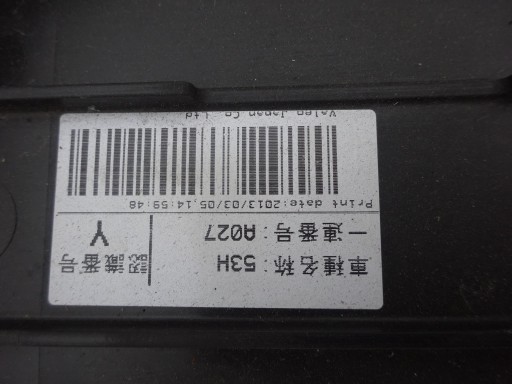 車種名称: 53H
認識番号
一連番号: A027
Y
Print date:2013/03/05,14:59:48
Valeo Japan Co. Ltd